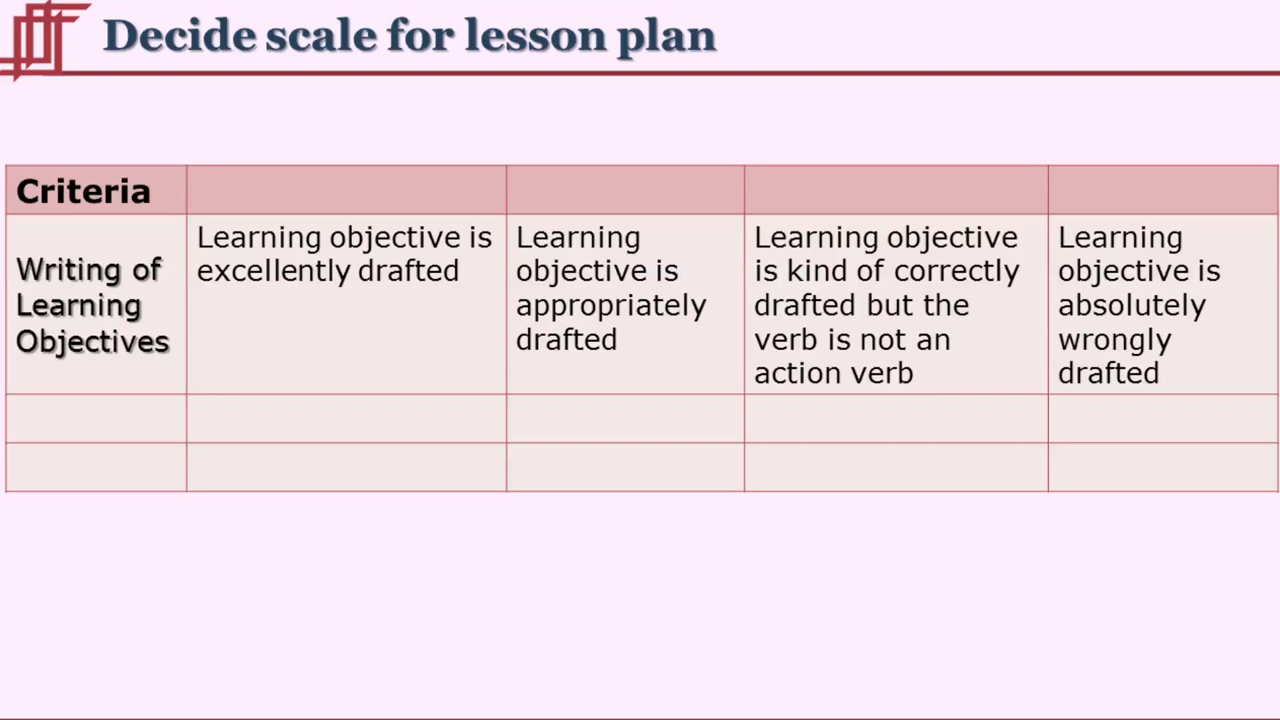 Decide scale for lesson plan
Criteria
Writing of
Learning
Objectives
Learning objective is
excellently drafted
Learning
objective is
appropriately
drafted
Learning objective
is kind of correctly
drafted but the
verb is not an
action verb
Learning
objective is
absolutely
wrongly
drafted